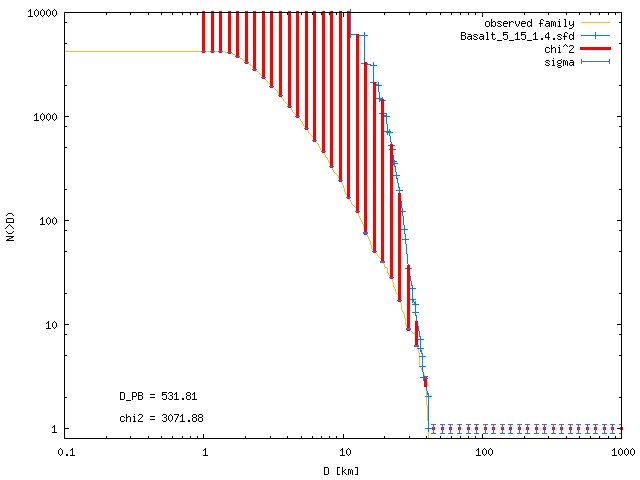 10000
1000
100
10
1
N(>D)
observed family
Basalt_5_15_1.4.sfd
chi^2
sigma
D_PB = 531.81
chi2 = 3071.88
0.1 1 10 100 1000
D [km]